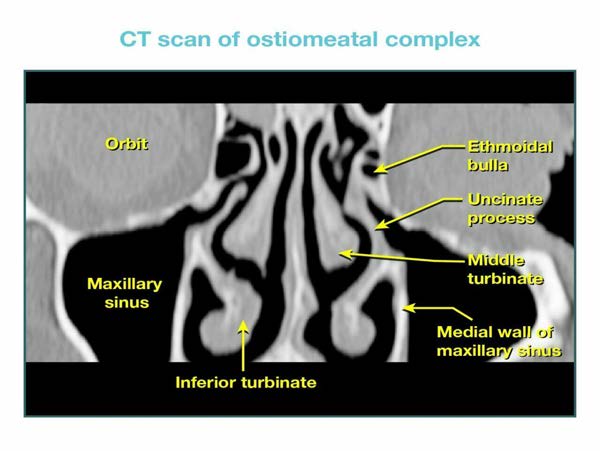 CT scan of ostiomeatal complex
Orbit
Ethmoidal
bulla
Uncinate
process
Middle
turbinate
Maxillary
sinus
Medial wall of
maxillary sinus
Inferior turbinate